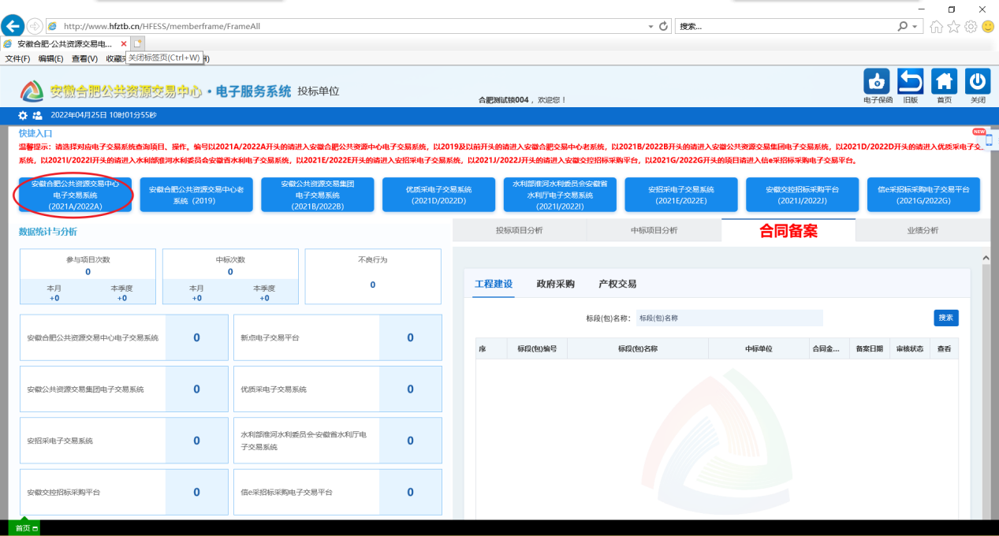 http://www.hfztb.cn/HFESS/memberframe/FrameAll
搜索...
安徽合肥·公共资源交易电...
文件(F) 编辑(E) 查看(V) 收藏
关闭标签页(Ctrl+W)
安徽合肥公共资源交易中心·电子服务系统 投标单位
合肥测试锁004，欢迎您！
电子保函 旧版 首页 关闭
2022年04月25日 10时01分55秒
快捷入口
NEW
温馨提示：请选择对应电子交易系统查询项目、操作。编号以2021A/2022A开头的请进入安徽合肥公共资源中心电子交易系统，以2019及以前开头的请进入安徽合肥交易中心老系统，以2021B/2022B开头的请进入安徽公共资源交易集团电子交易系统，以2021D/2022D开头的请进入优质采电子交
系统，以2021I/2022I开头的请进入水利部淮河水利委员会安徽省水利电子交易系统，以2021E/2022E开头的请进入安招采电子交易系统，以2021J/2022J开头的请进入安徽交控招标采购平台，以2021G/2022G开头的项目请进入信e采招标采购电子交易平台。
安徽合肥公共资源交易中心
电子交易系统
(2021A/2022A)
安徽合肥公共资源交易中心老
系统（2019）
安徽公共资源交易集团
电子交易系统
(2021B/2022B)
优质采电子交易系统
(2021D/2022D)
水利部淮河水利委员会安徽省
水利厅电子交易系统
(2021I/2022I)
安招采电子交易系统
(2021E/2022E)
安徽交控招标采购平台
(2021J/2022J)
信e采招标采购电子交易平台
(2021G/2022G)
数据统计与分析
投标项目分析 中标项目分析 合同备案 业绩分析
参与项目次数
0
本月 本季度
+0 +0
中标次数
0
本月 本季度
+0 +0
不良行为
0
工程建设 政府采购 产权交易
标段(包)名称： 标段(包)名称 搜索
序 标段(包)编号 标段(包)名称 中标单位 合同金... 备案日期 审核状态 查看
安徽合肥公共资源交易中心电子交易系统 0
新点电子交易平台 0
安徽公共资源交易集团电子交易系统 0
优质采电子交易系统 0
安招采电子交易系统 0
水利部淮河水利委员会·安徽省水利厅电
子交易系统 0
安徽交控招标采购平台 0
信e采招标采购电子交易平台 0
首页